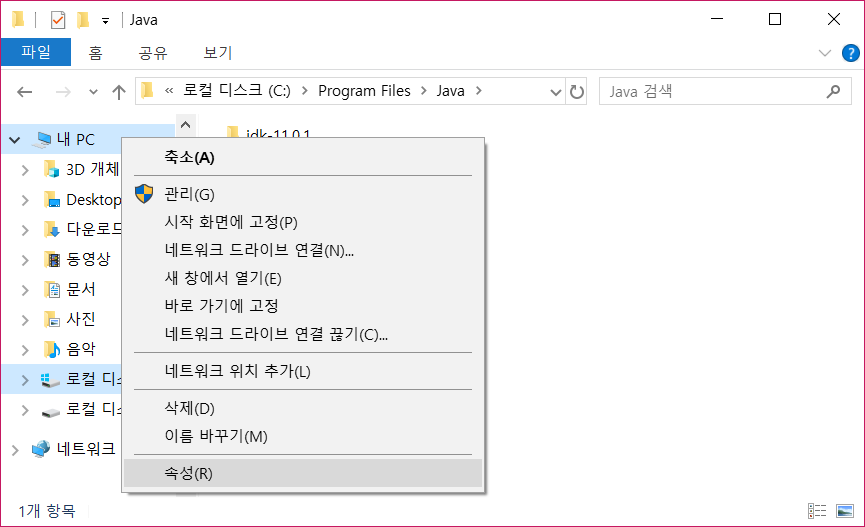 Java
파일 홈 공유 보기
« 로컬 디스크 (C:) > Program Files > Java >
Java 검색
내 PC
jdk-11.0.1
3D 개체
Desktop
다운로드
동영상
문서
사진
음악
로컬 디스
로컬 디스
네트워크
축소(A)
관리(G)
시작 화면에 고정(P)
네트워크 드라이브 연결(N)...
새 창에서 열기(E)
바로 가기에 고정
네트워크 드라이브 연결 끊기(C)...
네트워크 위치 추가(L)
삭제(D)
이름 바꾸기(M)
속성(R)
1개 항목